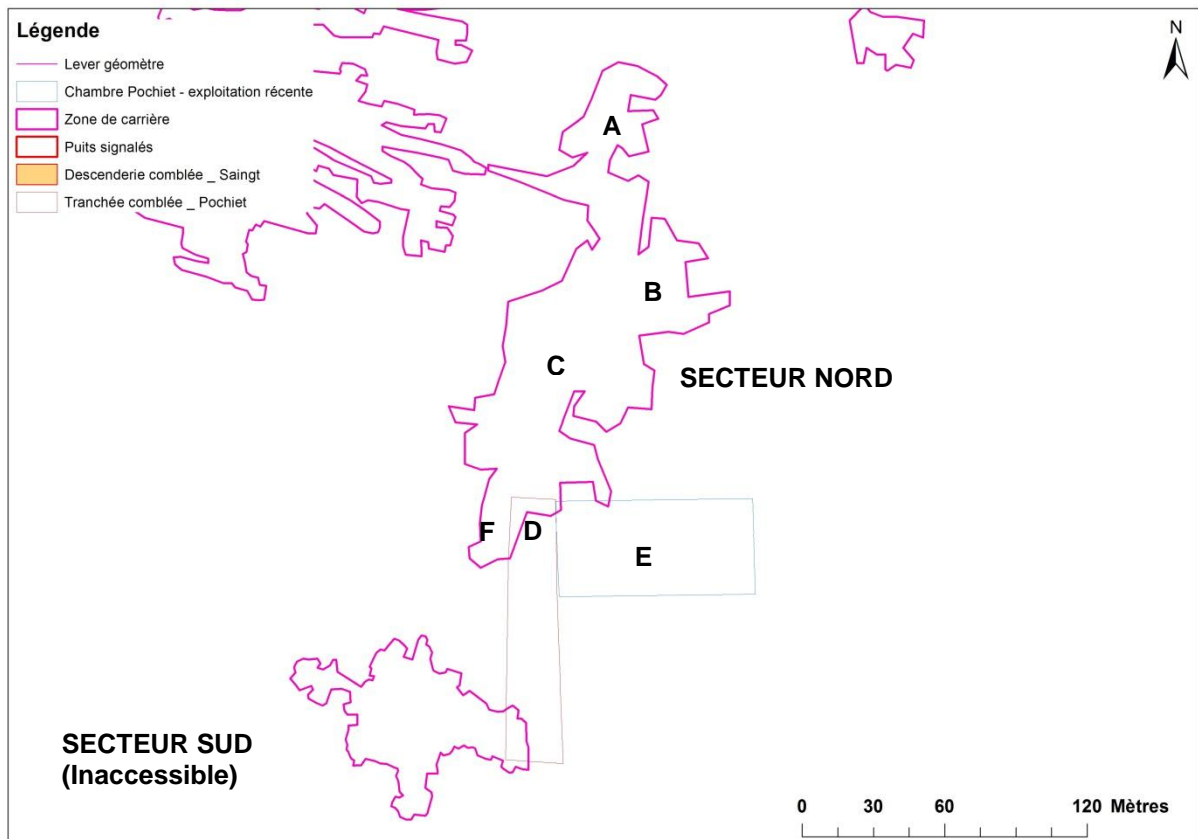 Légende
Lever géomètre
Chambre Pochiet - exploitation récente
Zone de carrière
Puits signalés
Descenderie comblée _ Saingt
Tranchée comblée _ Pochiet
N
A
B
C
SECTEUR NORD
F
D
E
SECTEUR SUD
(Inaccessible)
0 30 60 120 Mètres